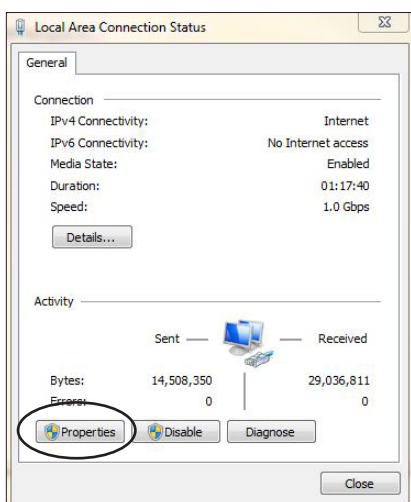 Local Area Connection Status
General
Connection
IPv4 Connectivity: Internet
IPv6 Connectivity: No Internet access
Media State: Enabled
Duration: 01:17:40
Speed: 1.0 Gbps
Details...
Activity
Sent Received
Bytes: 14,508,350 29,036,811
Errors: 0 0
Properties Disable Diagnose
Close